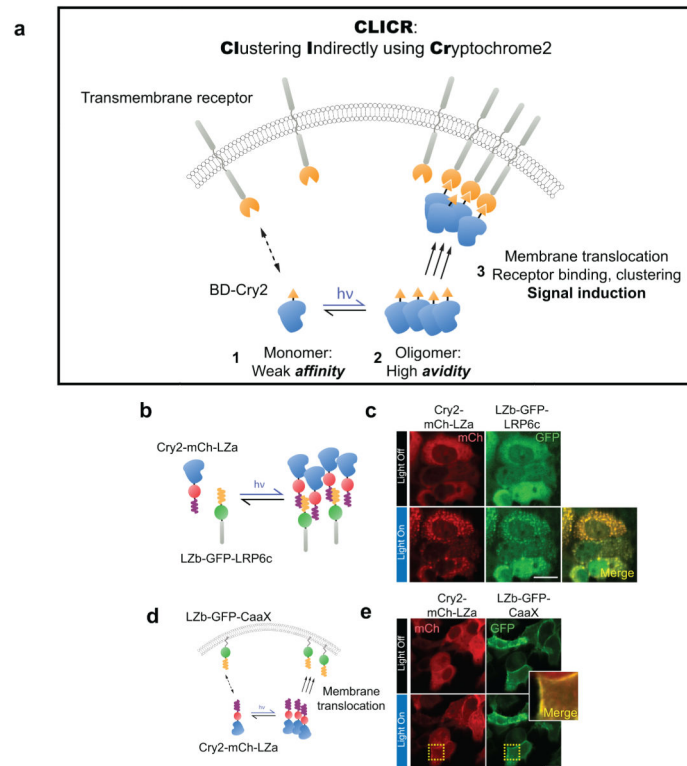 a
CLICR:
Clustering Indirectly using Cryptochrome2
Transmembrane receptor
BD-Cry2
hν
1 Monomer:
Weak affinity
2 Oligomer:
High avidity
3 Membrane translocation
Receptor binding, clustering
Signal induction
b
Cry2-mCh-LZa
hν
LZb-GFP-LRP6c
c
Cry2-
mCh-LZa
LZb-GFP-
LRP6c
Light Off
mCh
GFP
Light On
Merge
d
LZb-GFP-CaaX
hν
Membrane
translocation
Cry2-mCh-LZa
e
Cry2-
mCh-LZa
LZb-GFP-
CaaX
Light Off
mCh
GFP
Light On
Merge